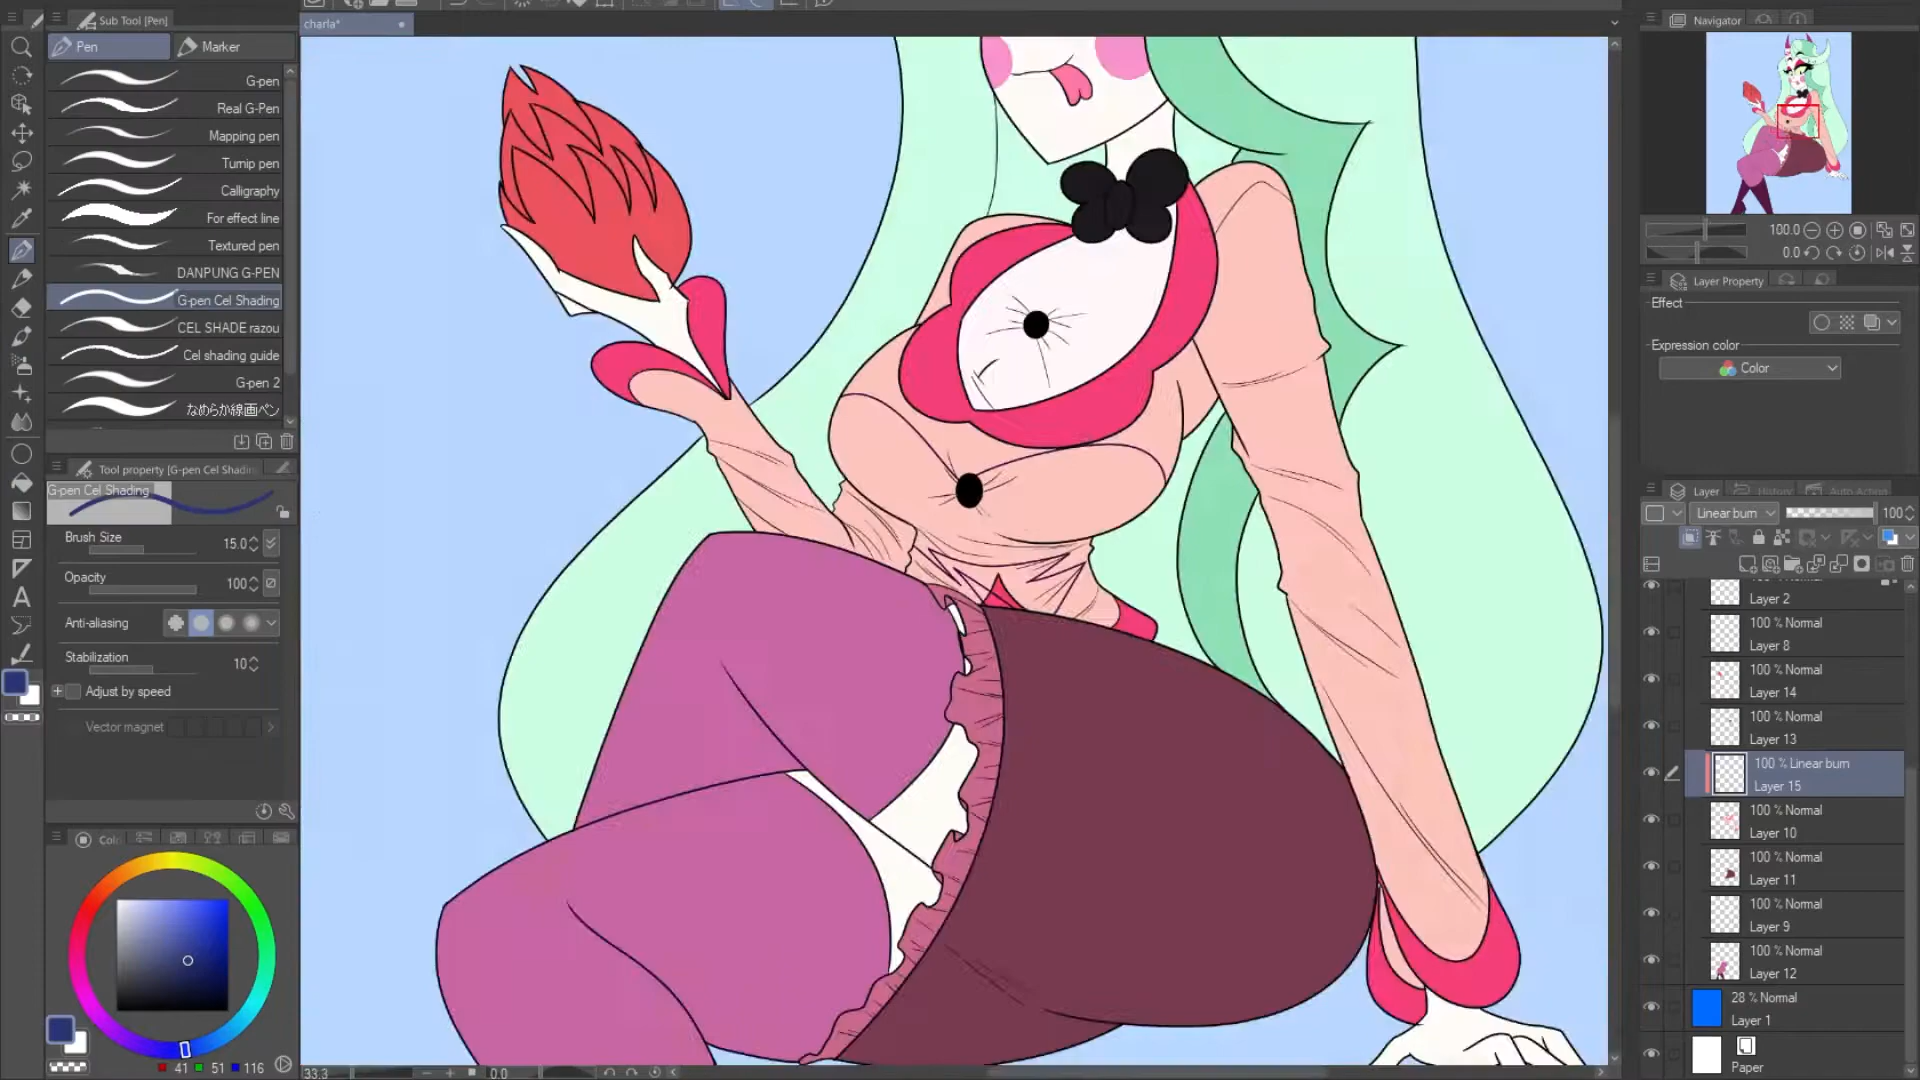 Sub Tool [Pen]
charla*
Navigator
Pen
Marker
G-pen
Real G-Pen
Mapping pen
Turnip pen
Calligraphy
For effect line
Textured pen
DANPUNG G-PEN
G-pen Cel Shading
CEL SHADE razou
Cel shading guide
G-pen 2
なめらか線画ペン
Tool property [G-pen Cel Shadin
G-pen Cel Shading
Brush Size
15.0
Opacity
100
Anti-aliasing
Stabilization
10
Adjust by speed
Vector magnet
Colo
41 51 116
33.3
0.0
100.0
0.0
Layer Property
Effect
Expression color
Color
Layer
History
Auto Action
Linear burn
100
Layer 2
100 % Normal
Layer 8
100 % Normal
Layer 14
100 % Normal
Layer 13
100 % Linear burn
Layer 15
100 % Normal
Layer 10
100 % Normal
Layer 11
100 % Normal
Layer 9
100 % Normal
Layer 12
28 % Normal
Layer 1
Paper